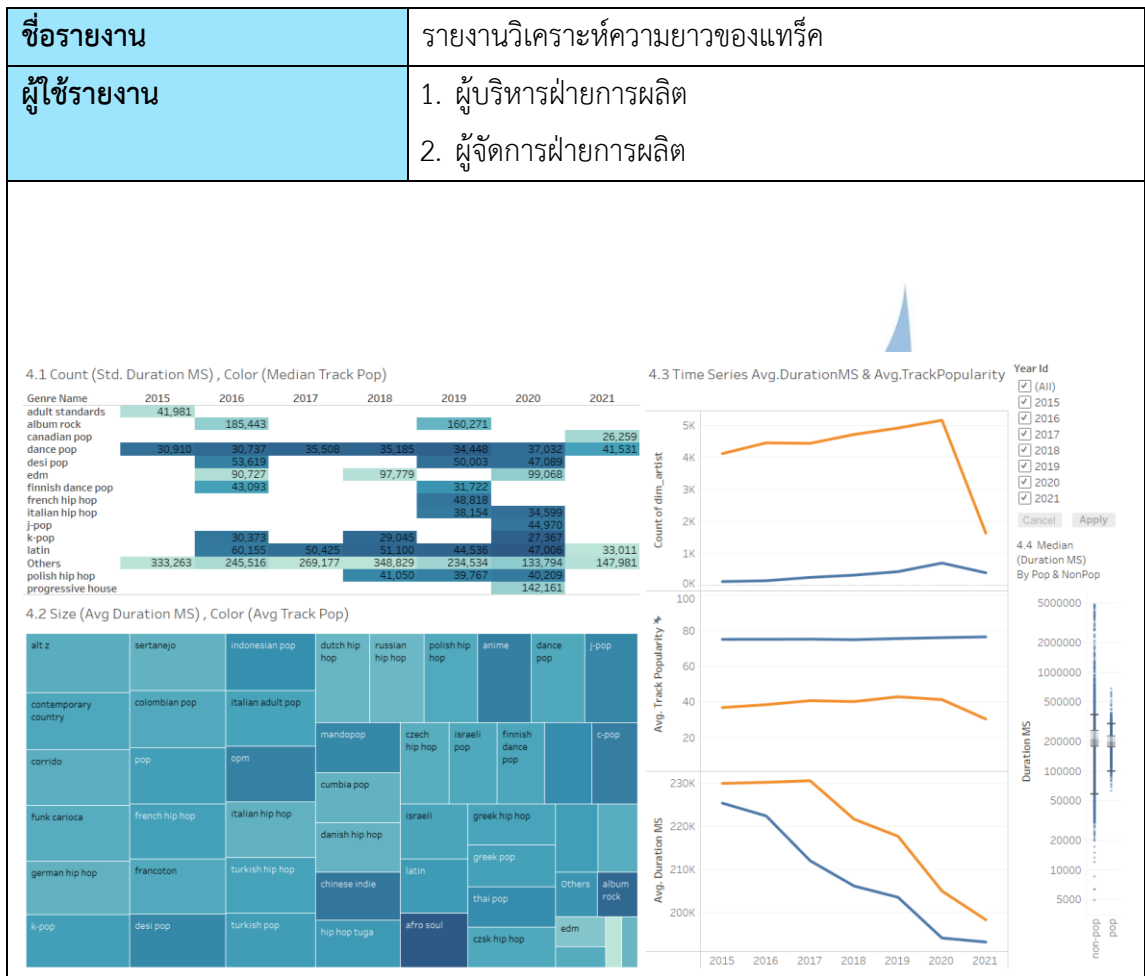 ชื่อรายงาน
รายงานวิเคราะห์ความยาวของแทร็ค
ผู้ใช้รายงาน
1. ผู้บริหารฝ่ายการผลิต
2. ผู้จัดการฝ่ายการผลิต
4.1 Count (Std. Duration MS) , Color (Median Track Pop)
Genre Name 2015 2016 2017 2018 2019 2020 2021
adult standards 41,981
album rock 185,443 160,271
canadian pop 26,259
dance pop 30,910 30,737 35,508 35,185 34,448 37,032 41,531
desi pop 53,619 50,003 47,089
edm 90,727 97,779 99,068
finnish dance pop 43,093 31,722
french hip hop 48,818
italian hip hop 38,154 34,599
j-pop 44,970
k-pop 30,373 29,045 27,367
latin 60,155 50,425 51,100 44,536 47,006 33,011
Others 333,263 245,516 269,177 348,829 234,534 133,794 147,981
polish hip hop 41,050 39,767 40,209
progressive house 142,161
4.2 Size (Avg Duration MS) , Color (Avg Track Pop)
alt z
contemporary
country
corrido
funk carioca
german hip hop
k-pop
sertanejo
colombian pop
pop
french hip hop
francoton
desi pop
indonesian pop
italian adult pop
opm
italian hip hop
turkish hip hop
turkish pop
dutch hip
hop
russian
hip hop
polish hip
hop
anime
dance
pop
j-pop
mandopop
cumbia pop
danish hip hop
chinese indie
hip hop tuga
czech
hip hop
israeli
pop
finnish
dance
pop
c-pop
israeli
latin
afro soul
greek hip hop
greek pop
thai pop
czsk hip hop
Others
album
rock
edm
4.3 Time Series Avg.DurationMS & Avg.TrackPopularity
Count of dim_artist
5K
4K
3K
2K
1K
0K
Avg. Track Popularity
100
80
60
40
20
Avg. Duration MS
230K
220K
210K
200K
2015 2016 2017 2018 2019 2020 2021
Year Id
(All)
2015
2016
2017
2018
2019
2020
2021
Cancel Apply
4.4 Median
(Duration MS)
By Pop & NonPop
Duration MS
5000000
2000000
1000000
500000
200000
100000
50000
20000
10000
5000
non-pop
pop